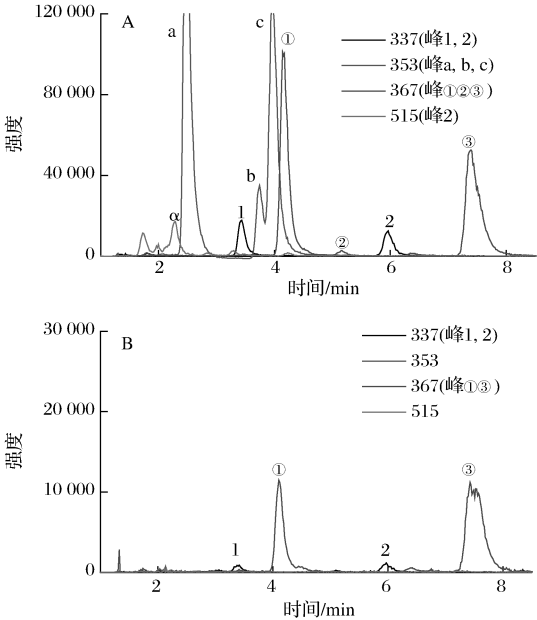 A
a
c
①
337(峰1, 2)
353(峰a, b, c)
367(峰①②③)
515(峰2)
120 000
80 000
40 000
0
强度
α
1
b
②
2
③
2
4
6
8
时间/min
B
337(峰1, 2)
353
367(峰①③)
515
30 000
20 000
10 000
0
强度
1
①
2
③
2
4
6
8
时间/min